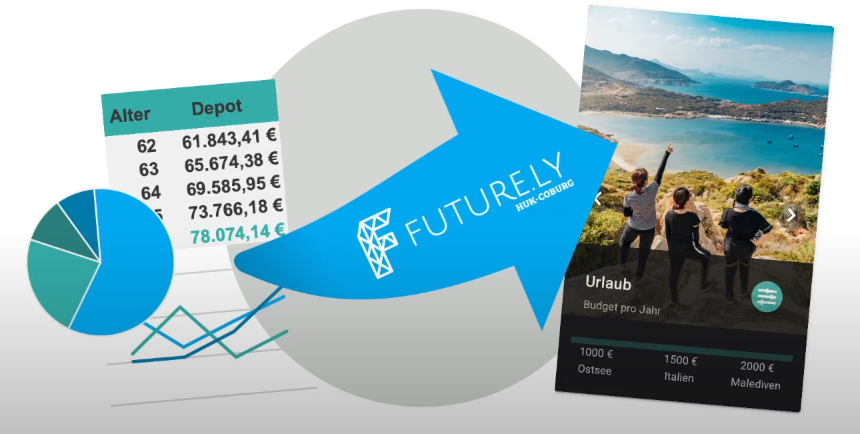 Alter Depot
62 61.843,41 €
63 65.674,38 €
64 69.585,95 €
5 73.766,18 €
78.074,14 €
FUTURE.LY
HUK-COBURG
Urlaub
Budget pro Jahr
1000 € 1500 € 2000 €
Ostsee Italien Malediven